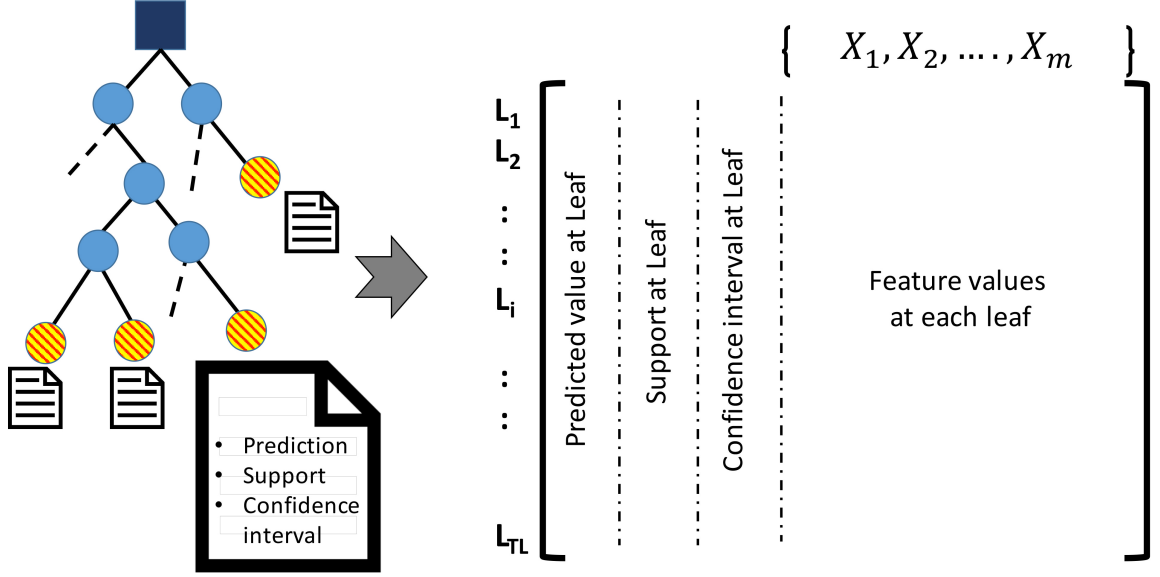 { X₁, X₂, …. , Xₘ }
L₁
L₂
:
:
Lᵢ
:
:
L_TL
Predicted value at Leaf
Support at Leaf
Confidence interval at Leaf
Feature values
at each leaf
• Prediction
• Support
• Confidence
interval